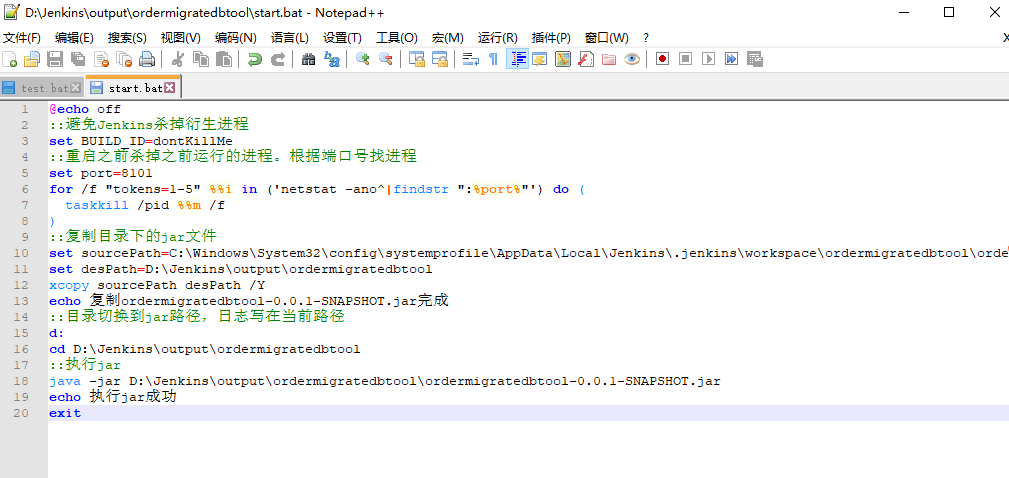 D:\Jenkins\output\ordermigratedbtool\start.bat - Notepad++
文件(F) 编辑(E) 搜索(S) 视图(V) 编码(N) 语言(L) 设置(T) 工具(O) 宏(M) 运行(R) 插件(P) 窗口(W) ? X
test.bat start.bat
1 @echo off
2 ::避免Jenkins杀掉衍生进程
3 set BUILD_ID=dontKillMe
4 ::重启之前杀掉之前运行的进程。根据端口号找进程
5 set port=8101
6 for /f "tokens=1-5" %%i in ('netstat -ano^|findstr ":%port%"') do (
7 taskkill /pid %%m /f
8 )
9 ::复制目录下的jar文件
10 set sourcePath=C:\Windows\System32\config\systemprofile\AppData\Local\Jenkins\.jenkins\workspace\ordermigratedbtool\orde
11 set desPath=D:\Jenkins\output\ordermigratedbtool
12 xcopy sourcePath desPath /Y
13 echo 复制ordermigratedbtool-0.0.1-SNAPSHOT.jar完成
14 ::目录切换到jar路径，日志写在当前路径
15 d:
16 cd D:\Jenkins\output\ordermigratedbtool
17 ::执行jar
18 java -jar D:\Jenkins\output\ordermigratedbtool\ordermigratedbtool-0.0.1-SNAPSHOT.jar
19 echo 执行jar成功
20 exit